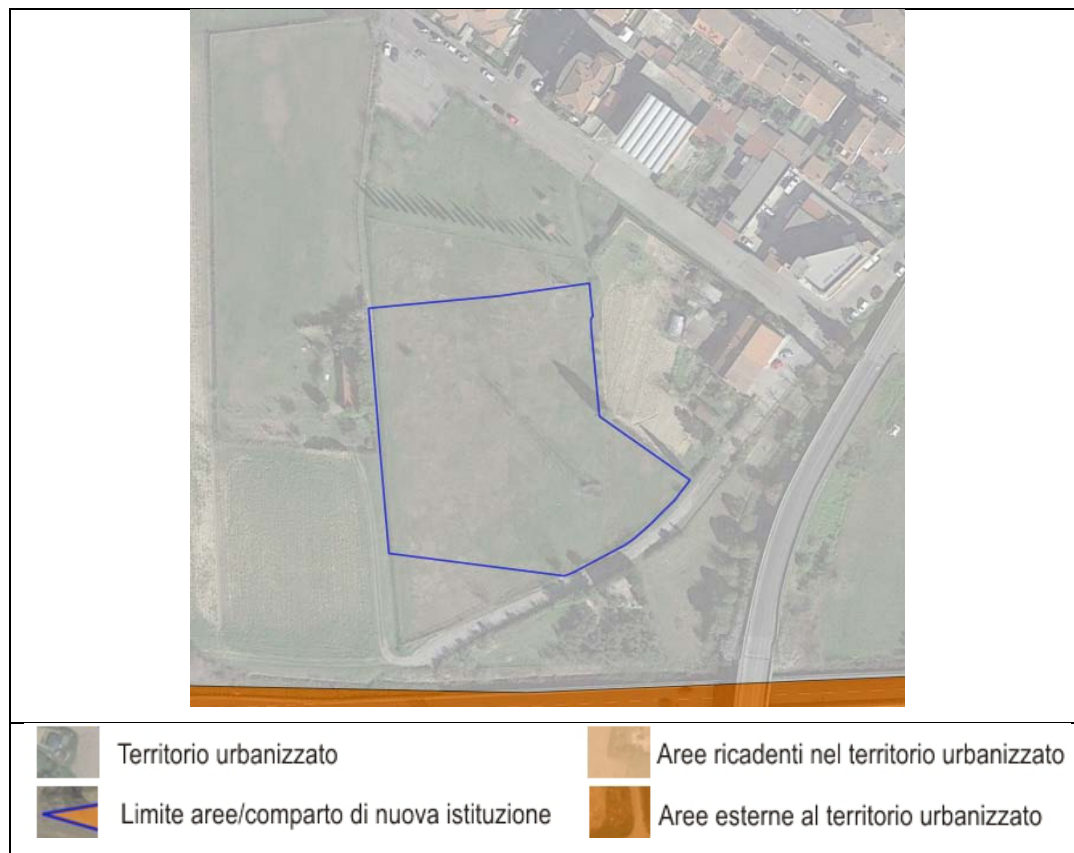 Territorio urbanizzato
Aree ricadenti nel territorio urbanizzato
Limite aree/comparto di nuova istituzione
Aree esterne al territorio urbanizzato